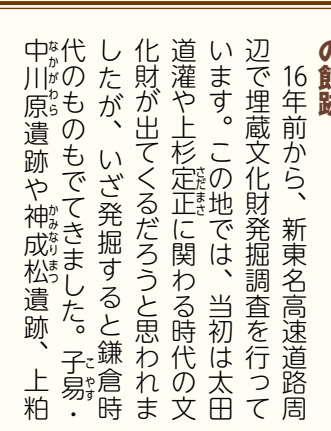 の館跡
16年前から、新東名高速道路周
辺で埋蔵文化財発掘調査を行って
います。この地では、当初は太田
道灌や上杉定正に関わる時代の文
化財が出てくるだろうと思われま
したが、いざ発掘すると鎌倉時
代のものもでてきました。子易・
中川原遺跡や神成松遺跡、上粕